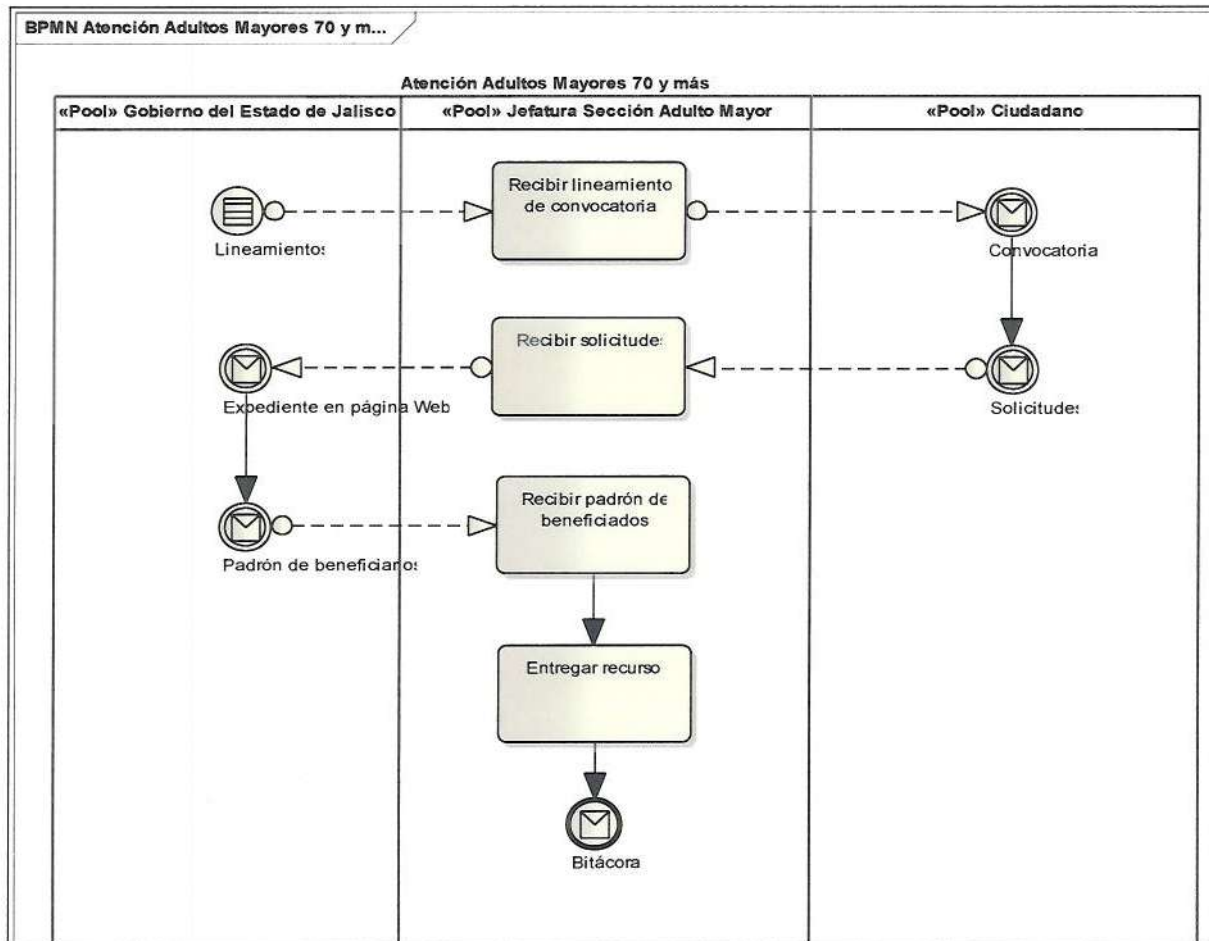 BPMN Atención Adultos Mayores 70 y m...
Atención Adultos Mayores 70 y más
«Pool» Gobierno del Estado de Jalisco
«Pool» Jefatura Sección Adulto Mayor
«Pool» Ciudadano
Recibir lineamiento
de convocatoria
Lineamientos
Convocatoria
Recibir solicitudes
Expediente en página Web
Solicitudes
Recibir padrón de
beneficiados
Padrón de beneficiarios
Entregar recurso
Bitácora